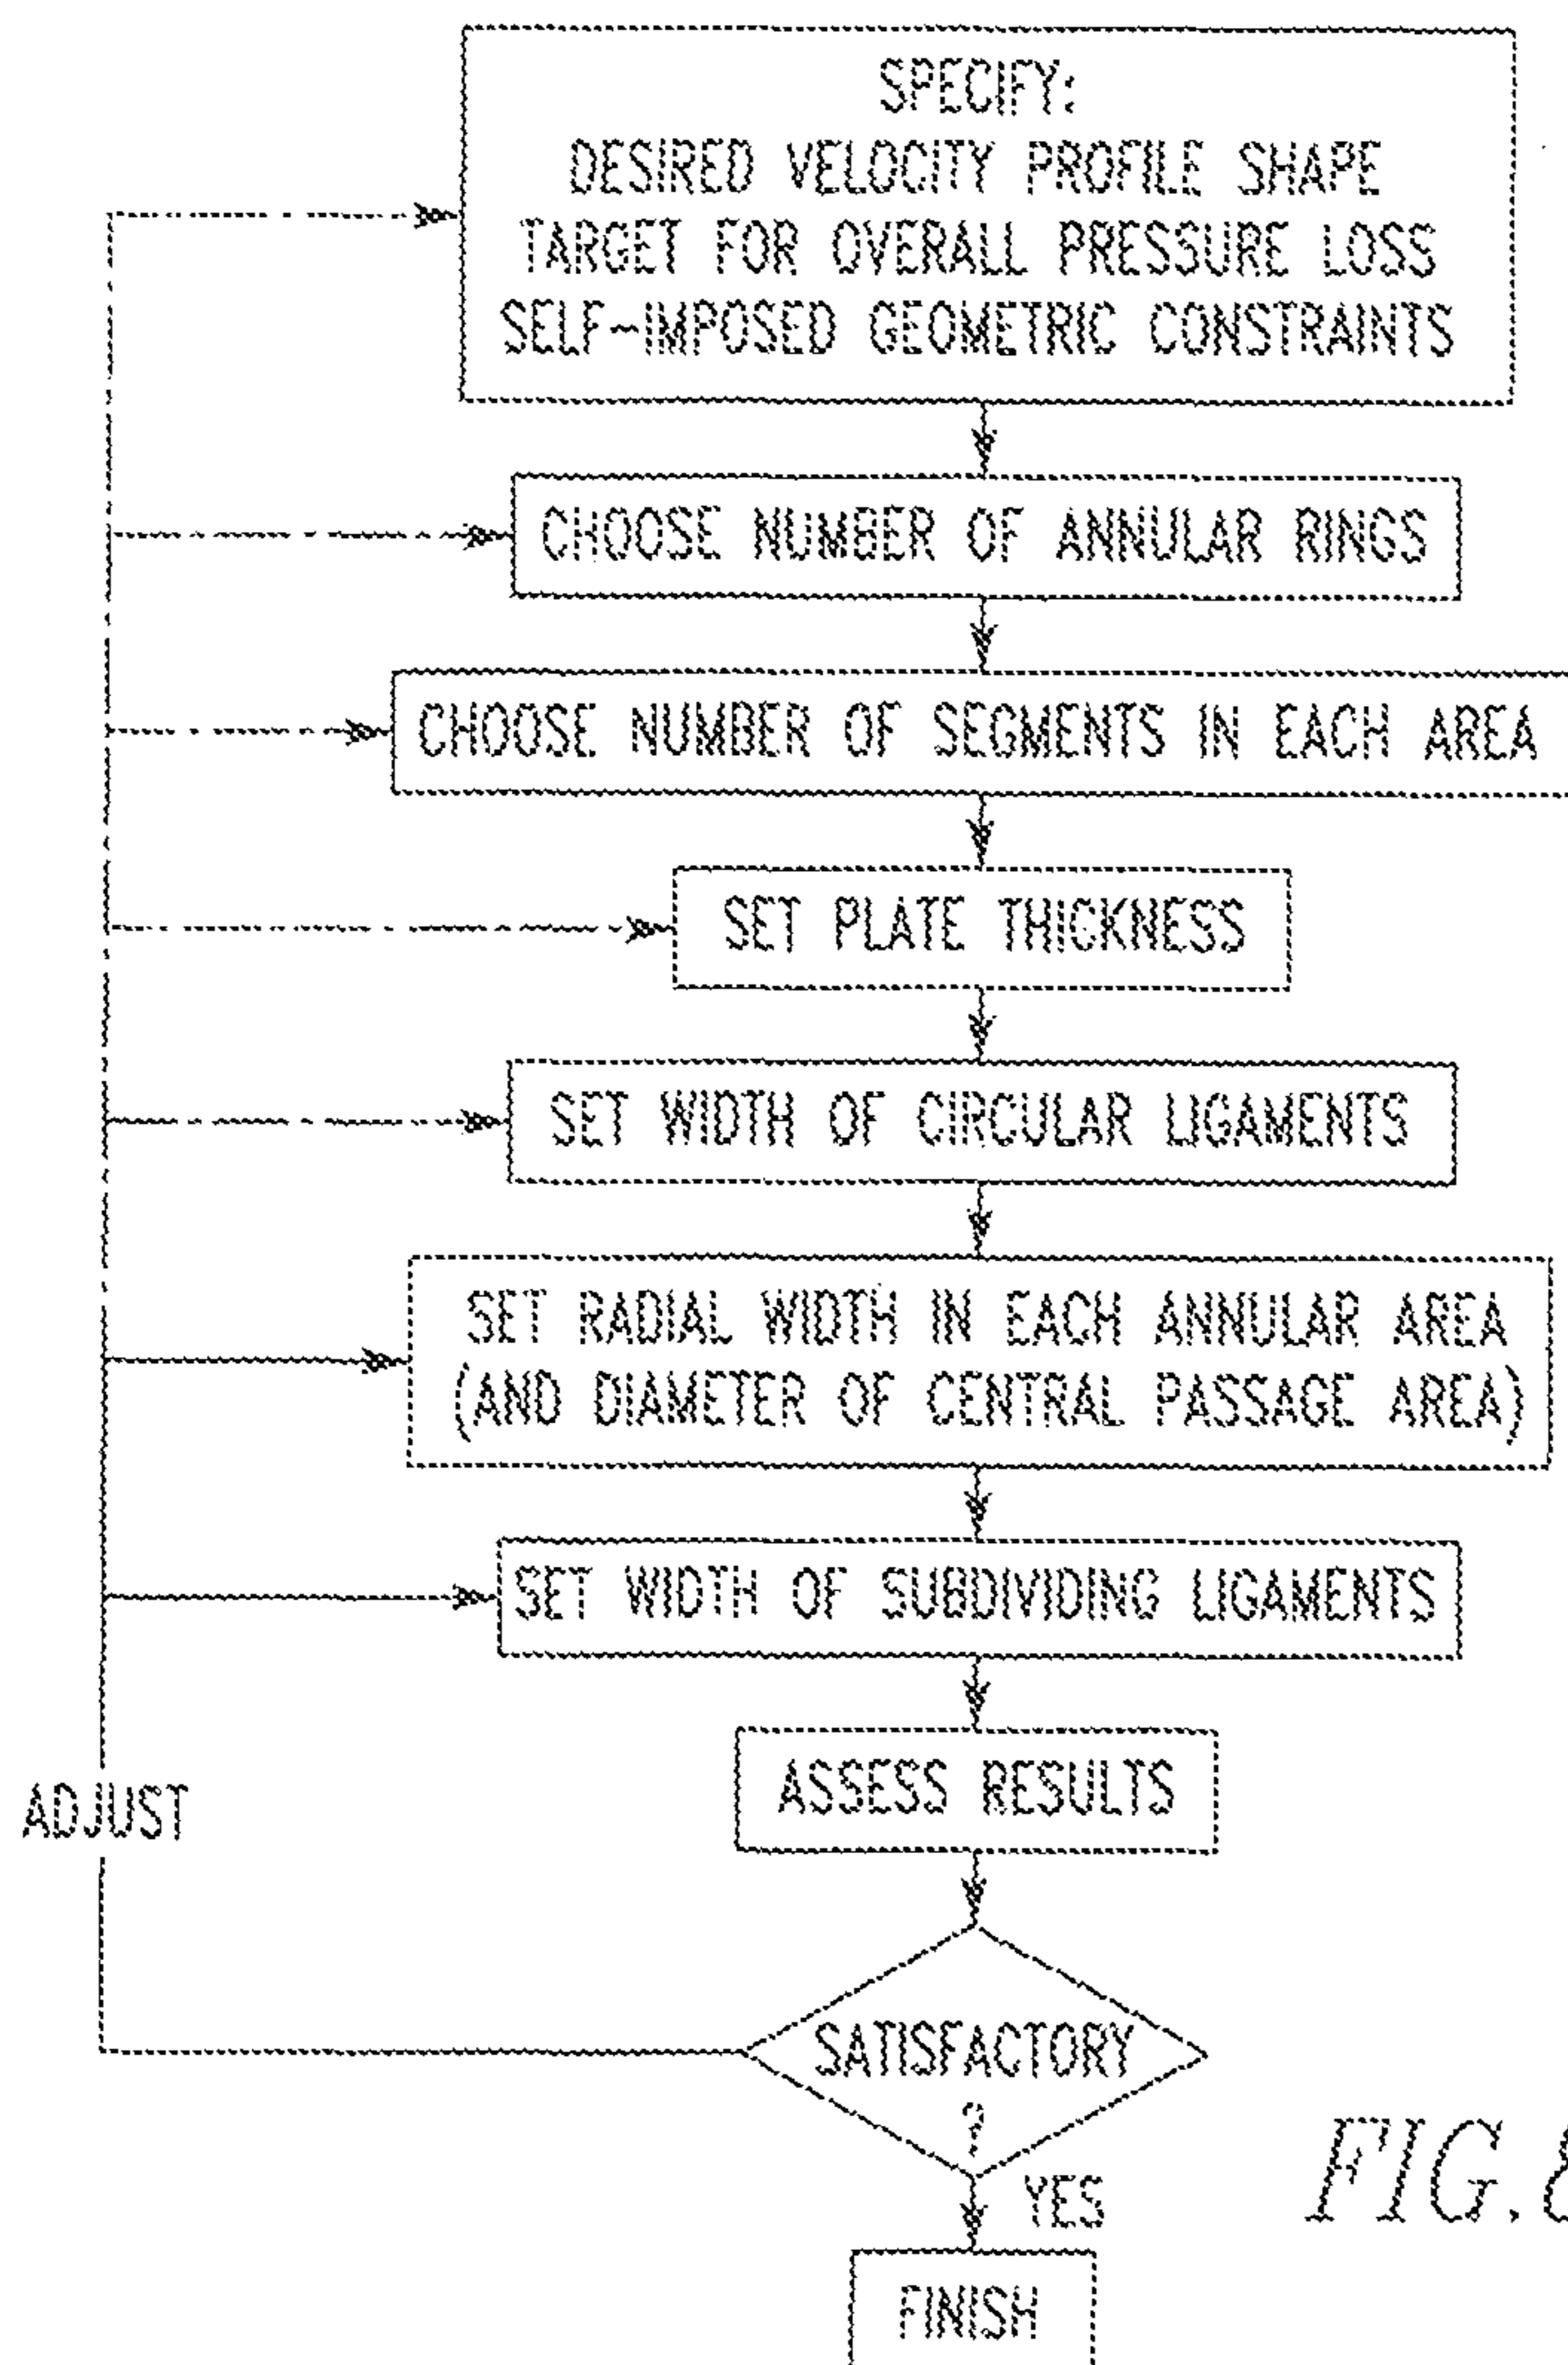 SPECIFY:
DESIRED VELOCITY PROFILE SHAPE
TARGET FOR OVERALL PRESSURE LOSS
SELF-IMPOSED GEOMETRIC CONSTRAINTS
CHOOSE NUMBER OF ANNULAR RINGS
CHOOSE NUMBER OF SEGMENTS IN EACH AREA
SET PLATE THICKNESS
SET WIDTH OF CIRCULAR LIGAMENTS
SET RADIAL WIDTH IN EACH ANNULAR AREA
(AND DIAMETER OF CENTRAL PASSAGE AREA)
SET WIDTH OF SUBDIVIDING LIGAMENTS
ASSESS RESULTS
ADJUST
SATISFACTORY
?
YES
FIG.8
FINISH